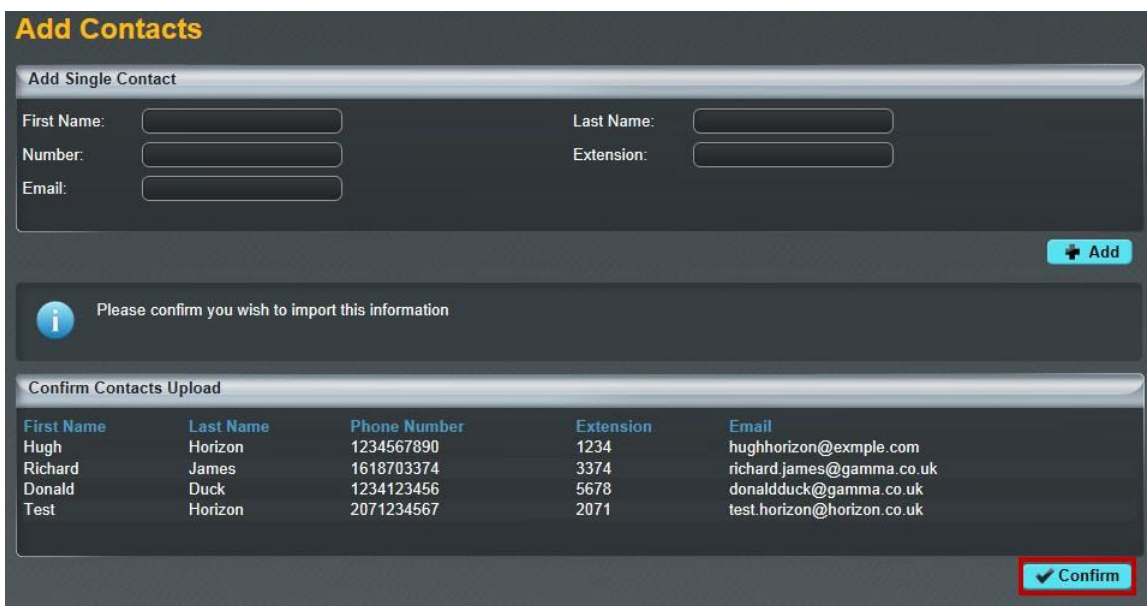 Add Contacts
Add Single Contact
First Name: Last Name:
Number: Extension:
Email:
Add
Please confirm you wish to import this information
Confirm Contacts Upload
First Name Last Name Phone Number Extension Email
Hugh Horizon 1234567890 1234 hughhorizon@exmple.com
Richard James 1618703374 3374 richard.james@gamma.co.uk
Donald Duck 1234123456 5678 donaldduck@gamma.co.uk
Test Horizon 2071234567 2071 test.horizon@horizon.co.uk
Confirm